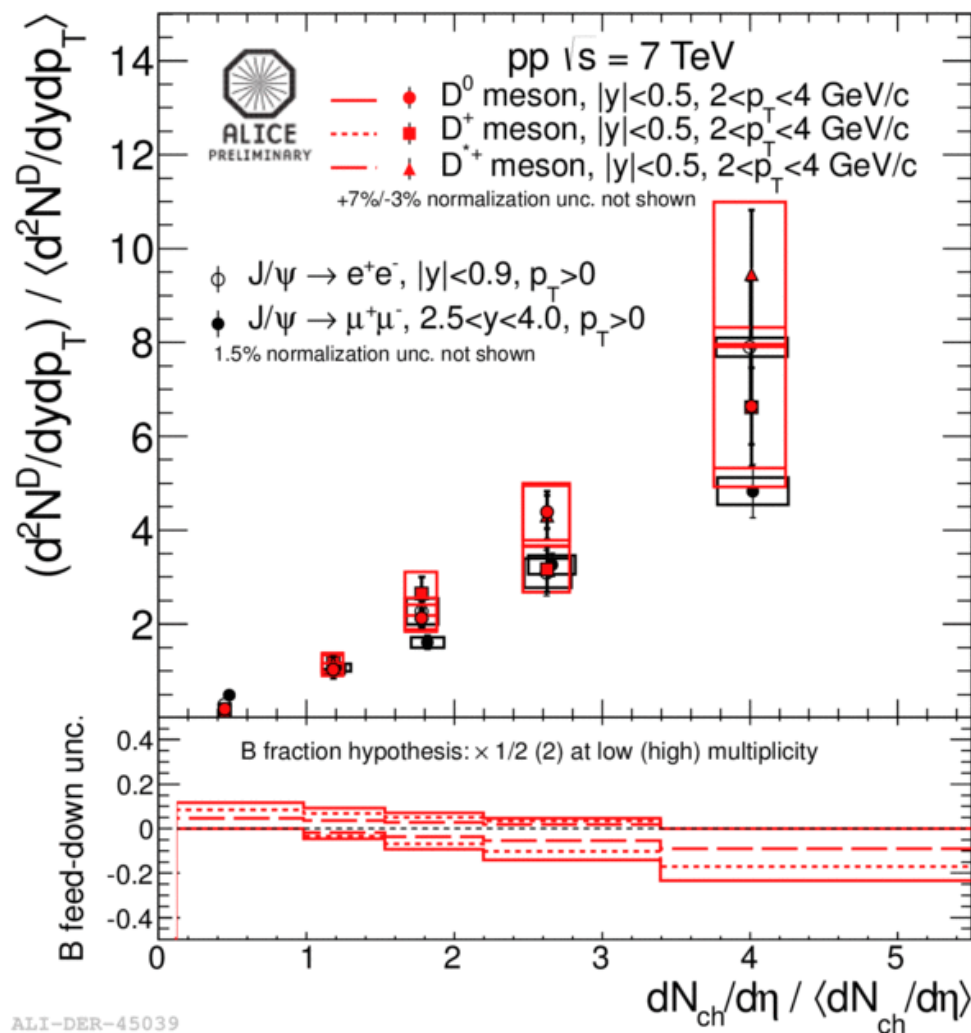 (d²N^D/dydp_T) / ⟨d²N^D/dydp_T⟩
14
12
10
8
6
4
2
ALICE
PRELIMINARY
pp √s = 7 TeV
D⁰ meson, |y|<0.5, 2<p_T<4 GeV/c
D⁺ meson, |y|<0.5, 2<p_T<4 GeV/c
D*⁺ meson, |y|<0.5, 2<p_T<4 GeV/c
+7%/-3% normalization unc. not shown
J/ψ → e⁺e⁻, |y|<0.9, p_T>0
J/ψ → μ⁺μ⁻, 2.5<y<4.0, p_T>0
1.5% normalization unc. not shown
B feed-down unc.
0.4
0.2
0
-0.2
-0.4
B fraction hypothesis: × 1/2 (2) at low (high) multiplicity
0 1 2 3 4 5
dN_ch/dη / ⟨dN_ch/dη⟩
ALI-DER-45039